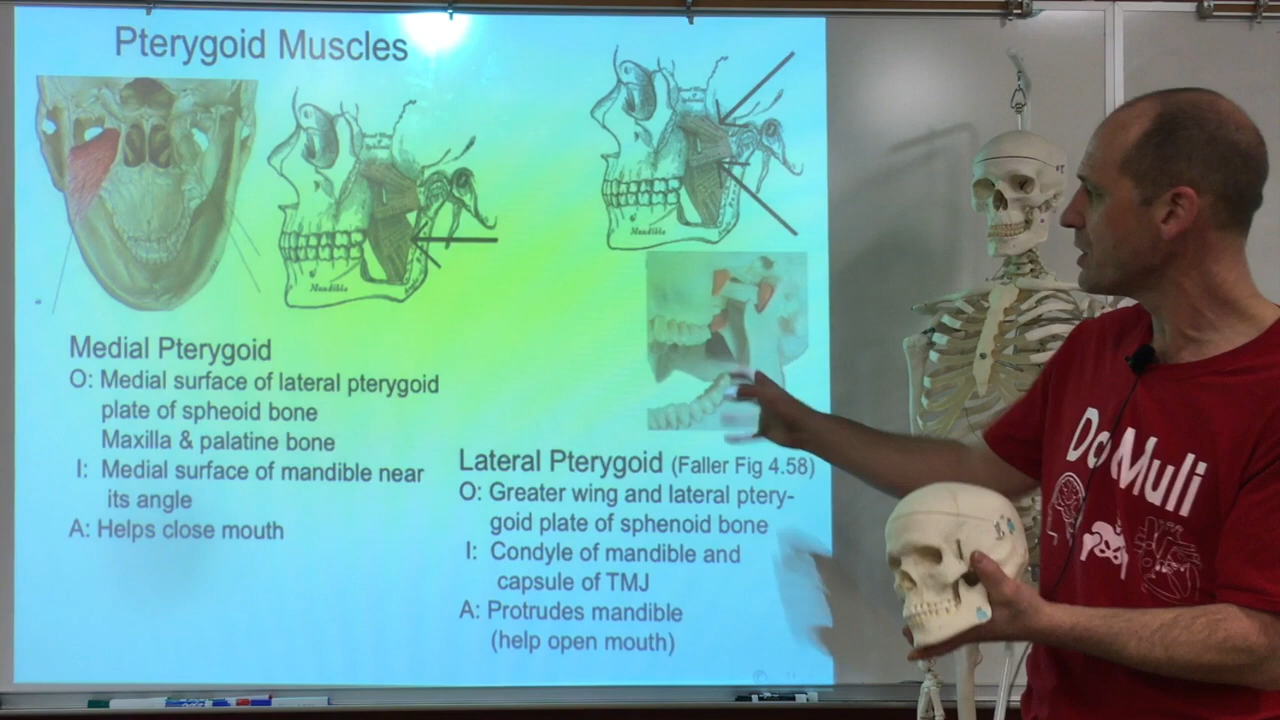 Pterygoid Muscles
Mandible
Mandible
Medial Pterygoid
O: Medial surface of lateral pterygoid
plate of spheoid bone
Maxilla & palatine bone
I: Medial surface of mandible near
its angle
A: Helps close mouth
Lateral Pterygoid (Faller Fig 4.58)
O: Greater wing and lateral ptery-
goid plate of sphenoid bone
I: Condyle of mandible and
capsule of TMJ
A: Protrudes mandible
(help open mouth)
Muli